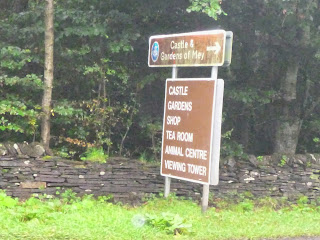 Castle &
Gardens of Mey
CASTLE
GARDENS
SHOP
TEA ROOM
ANIMAL CENTRE
VIEWING TOWER